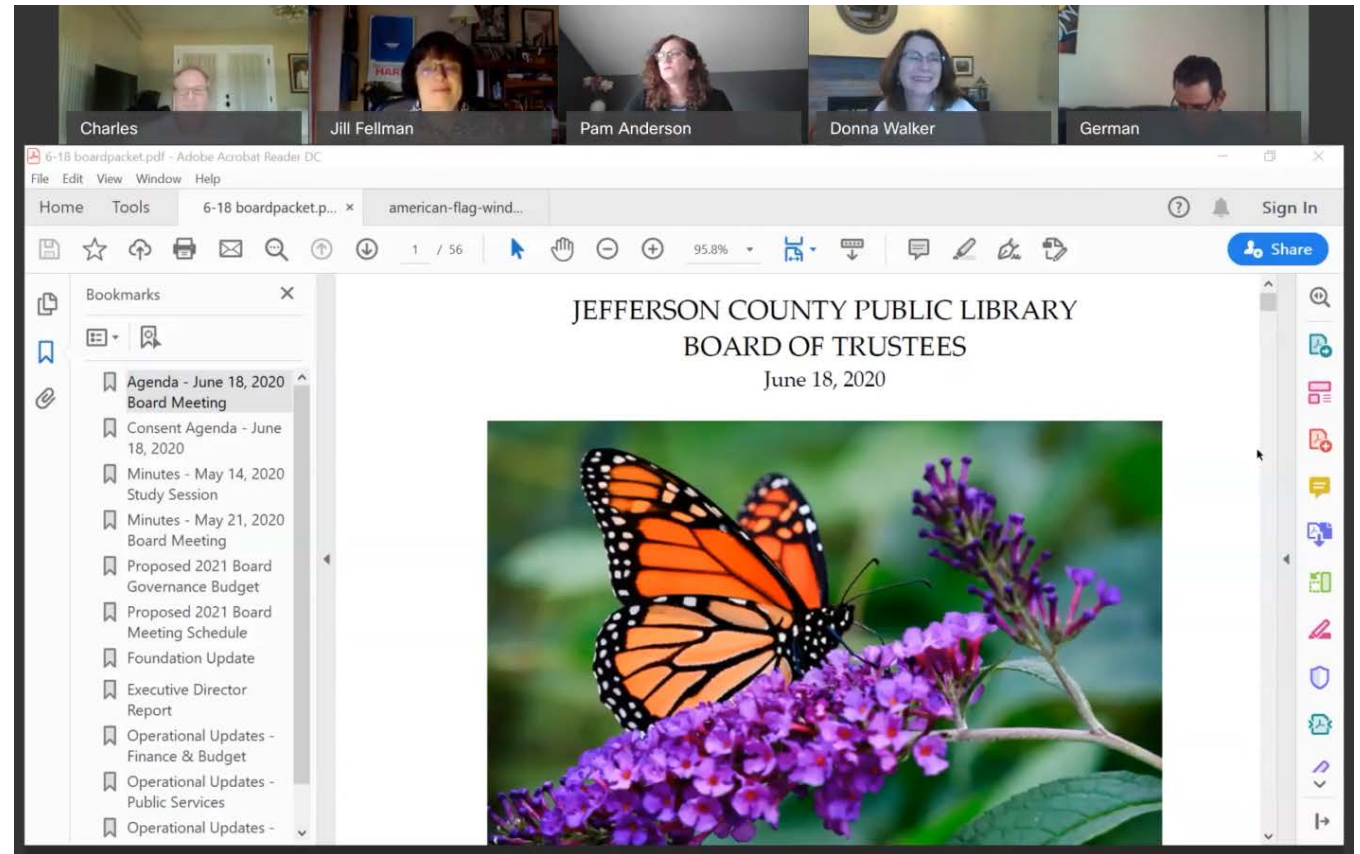 HARI
Charles
Jill Fellman
Pam Anderson
Donna Walker
German
6-18 boardpacket.pdf - Adobe Acrobat Reader DC
File Edit View Window Help
Home Tools 6-18 boardpacket.p... × american-flag-wind... Sign In
1 / 56 95.8% Share
Bookmarks
Agenda - June 18, 2020
Board Meeting
Consent Agenda - June
18, 2020
Minutes - May 14, 2020
Study Session
Minutes - May 21, 2020
Board Meeting
Proposed 2021 Board
Governance Budget
Proposed 2021 Board
Meeting Schedule
Foundation Update
Executive Director
Report
Operational Updates -
Finance & Budget
Operational Updates -
Public Services
Operational Updates -
JEFFERSON COUNTY PUBLIC LIBRARY
BOARD OF TRUSTEES
June 18, 2020